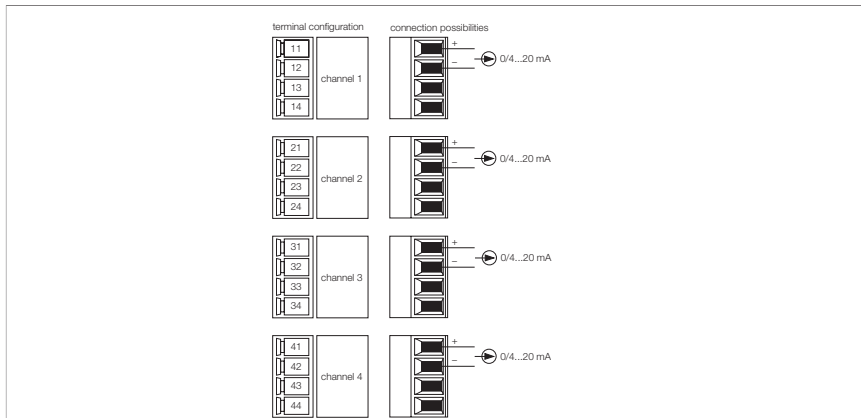 terminal configuration connection possibilities
11 +
12 channel 1 – 0/4...20 mA
13
14
21 +
22 channel 2 – 0/4...20 mA
23
24
31 +
32 channel 3 – 0/4...20 mA
33
34
41 +
42 channel 4 – 0/4...20 mA
43
44